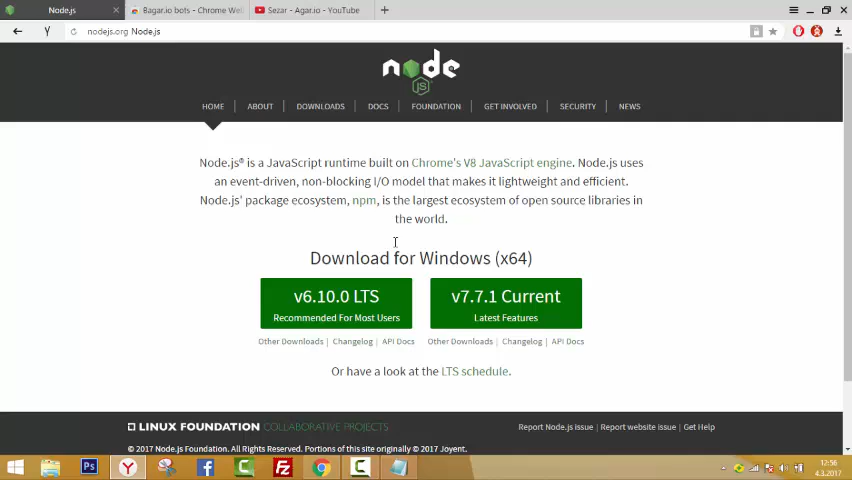 Node.js
Bagar.io bots - Chrome Wel
Sezar - Agar.io - YouTube
nodejs.org Node.js
node
JS
HOME
ABOUT
DOWNLOADS
DOCS
FOUNDATION
GET INVOLVED
SECURITY
NEWS
Node.js® is a JavaScript runtime built on Chrome's V8 JavaScript engine. Node.js uses
an event-driven, non-blocking I/O model that makes it lightweight and efficient.
Node.js' package ecosystem, npm, is the largest ecosystem of open source libraries in
the world.
Download for Windows (x64)
v6.10.0 LTS
Recommended For Most Users
v7.7.1 Current
Latest Features
Other Downloads | Changelog | API Docs
Other Downloads | Changelog | API Docs
Or have a look at the LTS schedule.
LINUX FOUNDATION COLLABORATIVE PROJECTS
Report Node.js issue | Report website issue | Get Help
© 2017 Node.js Foundation. All Rights Reserved. Portions of this site originally © 2017 Joyent.
12:56
4.3.2017